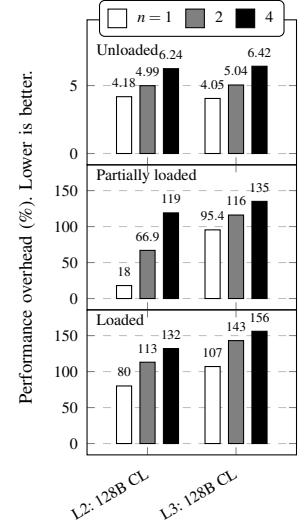 n = 1 2 4
Performance overhead (%). Lower is better.
Unloaded
6.24 6.42
4.18 4.99 4.05 5.04
5
0
Partially loaded
150
119 116 135
100 95.4
66.9
50
18
0
Loaded
150
113 132 107 143 156
100
80
50
0
L2: 128B CL
L3: 128B CL